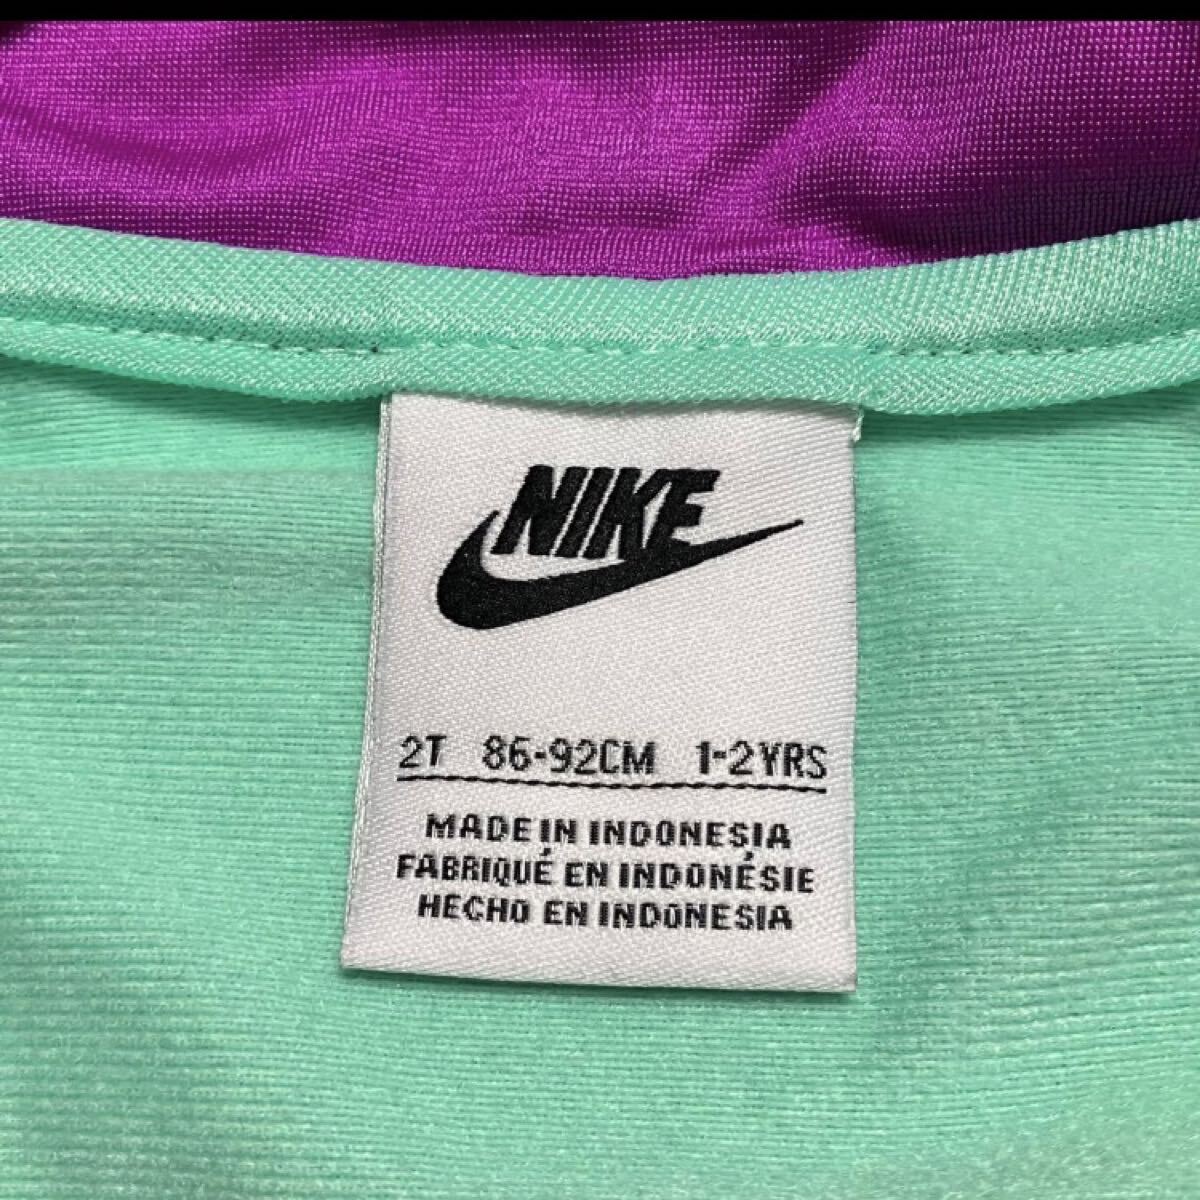 NIKE
2T 86-92CM 1-2YRS
MADE IN INDONESIA
FABRIQUÉ EN INDONÉSIE
HECHO EN INDONESIA